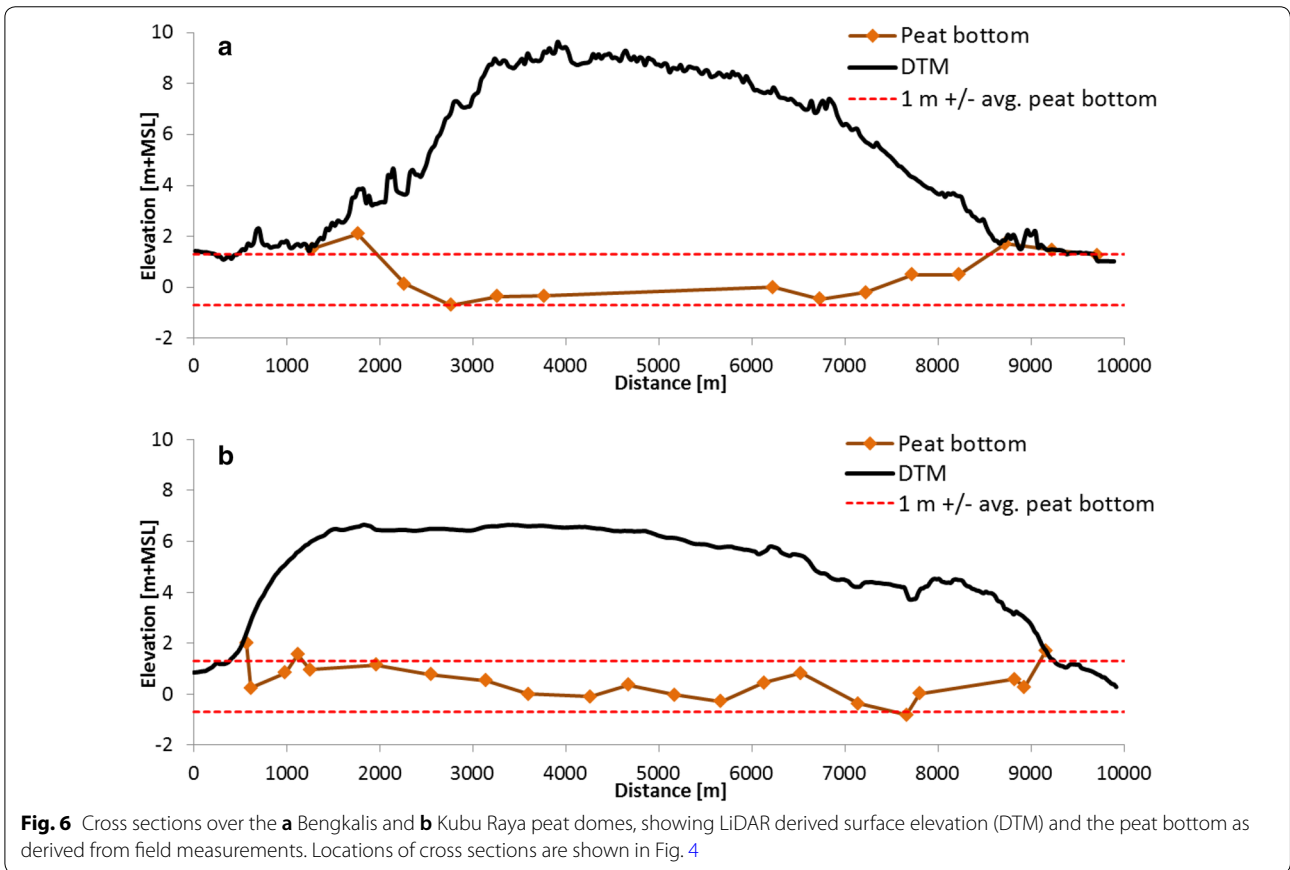 a
Peat bottom
DTM
1 m +/- avg. peat bottom
Elevation [m+MSL]
10
8
6
4
2
0
-2
0 1000 2000 3000 4000 5000 6000 7000 8000 9000 10000
Distance [m]
b
Peat bottom
DTM
1 m +/- avg. peat bottom
Elevation [m+MSL]
10
8
6
4
2
0
-2
0 1000 2000 3000 4000 5000 6000 7000 8000 9000 10000
Distance [m]
Fig. 6 Cross sections over the a Bengkalis and b Kubu Raya peat domes, showing LiDAR derived surface elevation (DTM) and the peat bottom as
derived from field measurements. Locations of cross sections are shown in Fig. 4